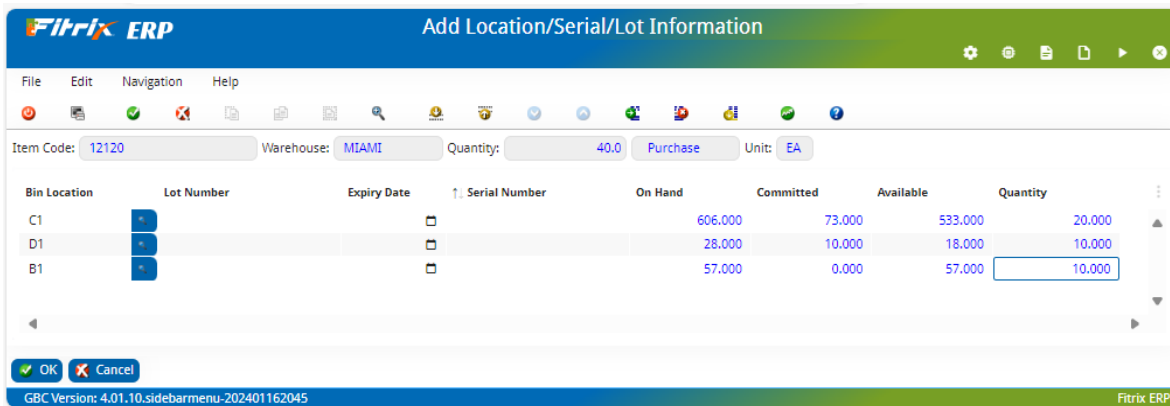 Fitrix ERP Add Location/Serial/Lot Information
File Edit Navigation Help
Item Code: 12120 Warehouse: MIAMI Quantity: 40.0 Purchase Unit: EA
Bin Location Lot Number Expiry Date Serial Number On Hand Committed Available Quantity
C1 606.000 73.000 533.000 20.000
D1 28.000 10.000 18.000 10.000
B1 57.000 0.000 57.000 10.000
OK Cancel
GBC Version: 4.01.10.sidebarmenu-202401162045 Fitrix ERP